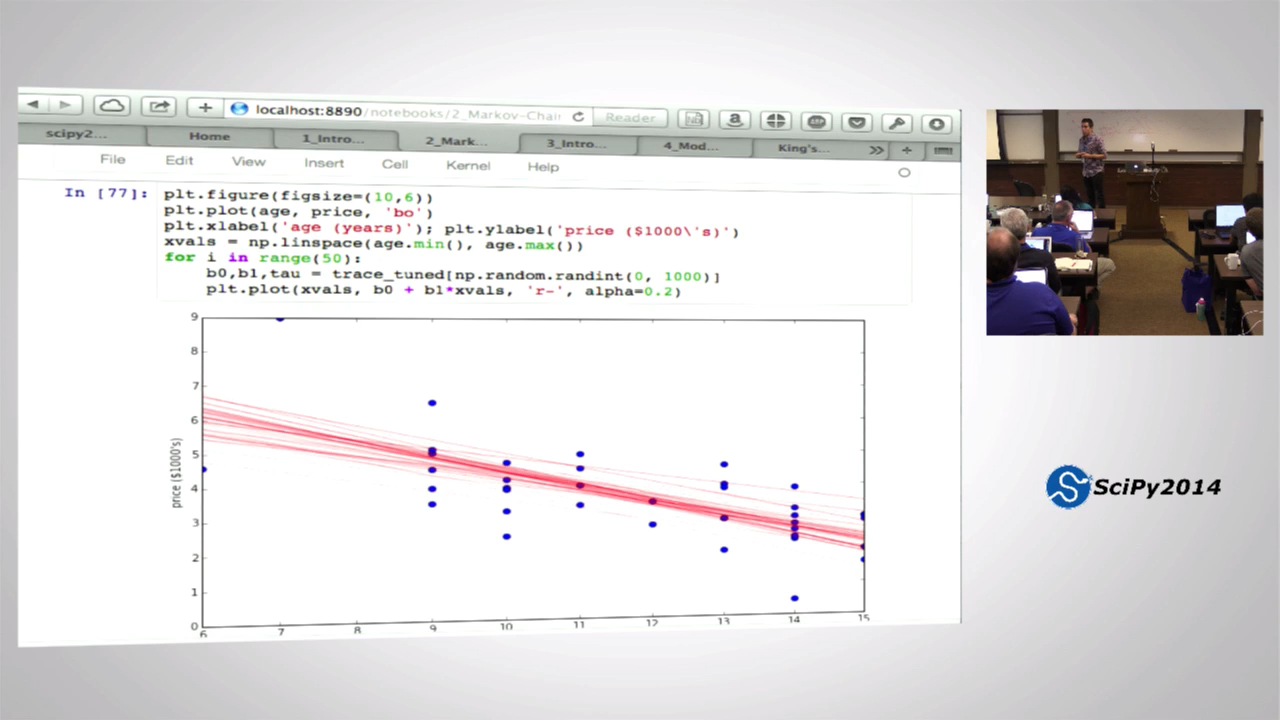 localhost:8890/notebooks/2_Markov-Chai
Reader
scipy2...
Home
1_Intro...
2_Mark...
3_Intro...
4_Mod...
King's...
File Edit View Insert Cell Kernel Help
In [77]:
plt.figure(figsize=(10,6))
plt.plot(age, price, 'bo')
plt.xlabel('age (years)'); plt.ylabel('price ($1000\'s)')
xvals = np.linspace(age.min(), age.max())
for i in range(50):
b0,b1,tau = trace_tuned[np.random.randint(0, 1000)]
plt.plot(xvals, b0 + b1*xvals, 'r-', alpha=0.2)
9
8
7
6
5
4
3
2
1
0
price ($1000's)
6 7 8 9 10 11 12 13 14 15
SciPy2014